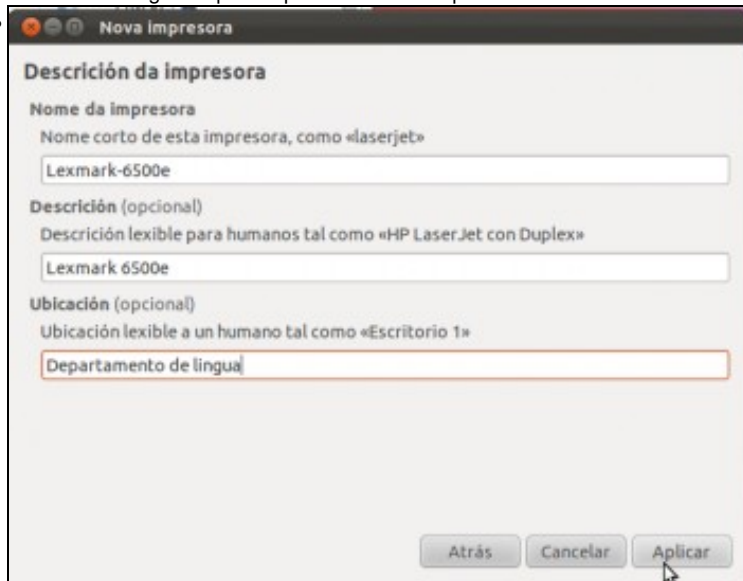 Nova impresora
Descrición da impresora
Nome da impresora
Nome corto de esta impresora, como «laserjet»
Lexmark-6500e
Descrición (opcional)
Descrición lexible para humanos tal como «HP LaserJet con Duplex»
Lexmark 6500e
Ubicación (opcional)
Ubicación lexible a un humano tal como «Escritorio 1»
Departamento de lingua
Atrás Cancelar Aplicar